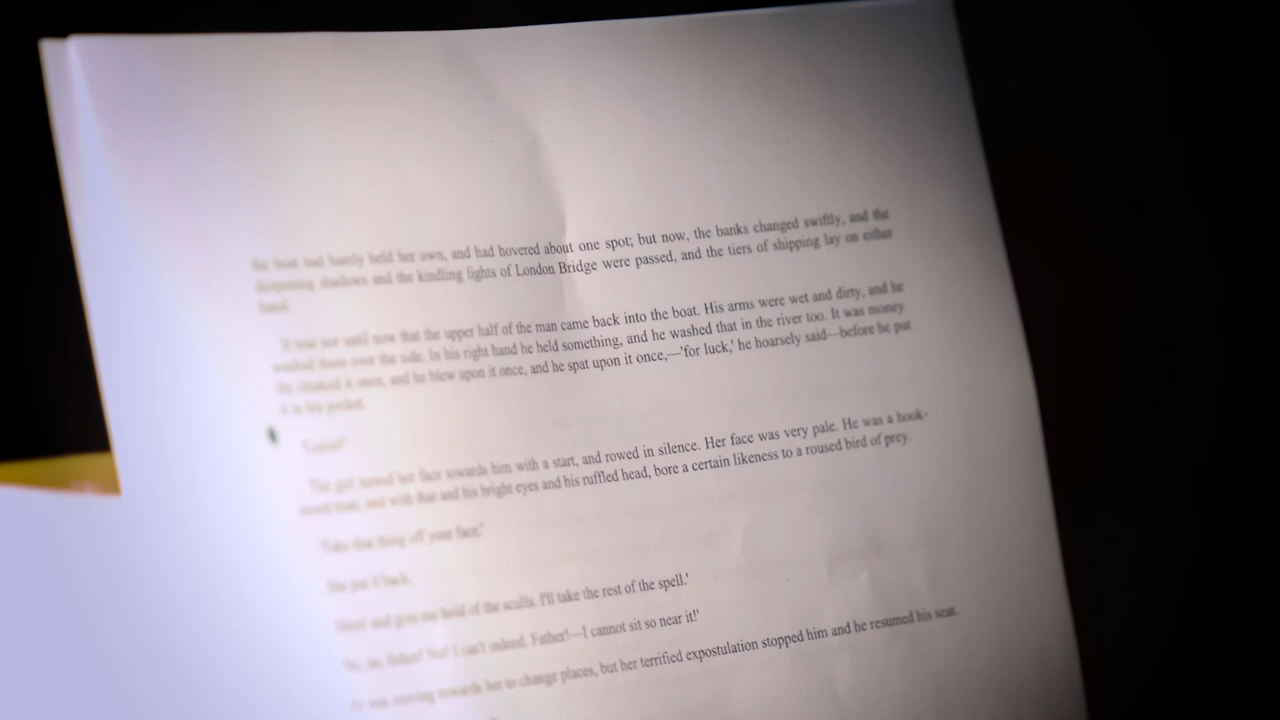 the boat had barely held her own, and had hovered about one spot; but now, the banks changed swiftly, and the
deepening shadows and the kindling lights of London Bridge were passed, and the tiers of shipping lay on either
hand.
It was not until now that the upper half of the man came back into the boat. His arms were wet and dirty, and he
washed them over the side. In his right hand he held something, and he washed that in the river too. It was money.
He chinked it once, and he blew upon it once, and he spat upon it once,—'for luck,' he hoarsely said—before he put
it in his pocket.
'Lizzie!'
The girl turned her face towards him with a start, and rowed in silence. Her face was very pale. He was a hook-
nosed man, and with that and his bright eyes and his ruffled head, bore a certain likeness to a roused bird of prey.
'Take that thing off your face.'
She put it back.
'Here! and give me hold of the sculls. I'll take the rest of the spell.'
'No, no, father! No! I can't indeed. Father!—I cannot sit so near it!'
He was moving towards her to change places, but her terrified expostulation stopped him and he resumed his seat.